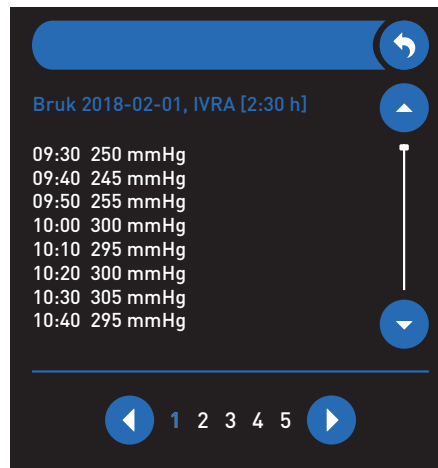 Bruk 2018-02-01, IVRA [2:30 h]
09:30 250 mmHg
09:40 245 mmHg
09:50 255 mmHg
10:00 300 mmHg
10:10 295 mmHg
10:20 300 mmHg
10:30 305 mmHg
10:40 295 mmHg
1 2 3 4 5